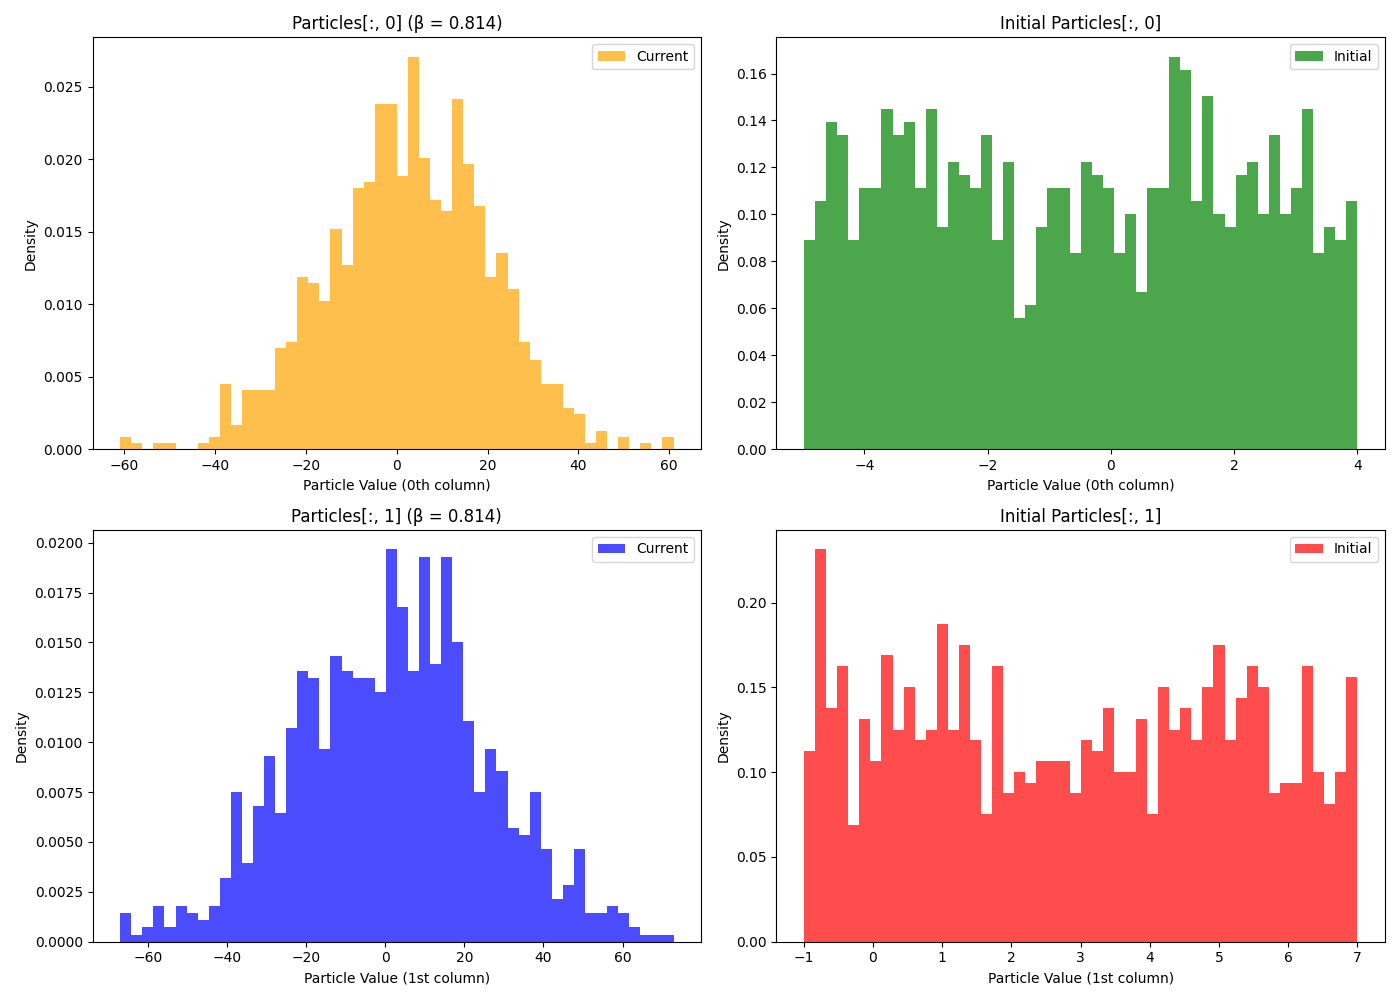 Particles[:, 0] (β = 0.814)
Current
Density
0.025
0.020
0.015
0.010
0.005
0.000
−60 −40 −20 0 20 40 60
Particle Value (0th column)
Initial Particles[:, 0]
Initial
Density
0.16
0.14
0.12
0.10
0.08
0.06
0.04
0.02
0.00
−4 −2 0 2 4
Particle Value (0th column)
Particles[:, 1] (β = 0.814)
Current
Density
0.0200
0.0175
0.0150
0.0125
0.0100
0.0075
0.0050
0.0025
0.0000
−60 −40 −20 0 20 40 60
Particle Value (1st column)
Initial Particles[:, 1]
Initial
Density
0.20
0.15
0.10
0.05
0.00
−1 0 1 2 3 4 5 6 7
Particle Value (1st column)